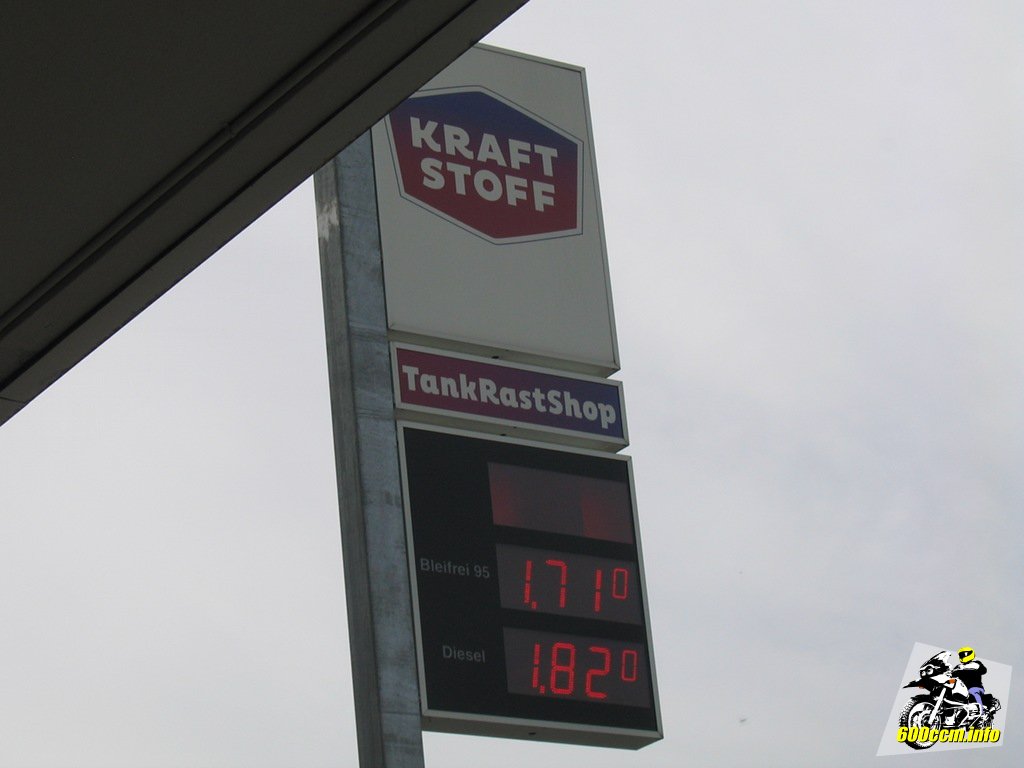 KRAFT
STOFF
TankRastShop
Bleifrei 95 1.71 0
Diesel 1.82 0
600ccm.info